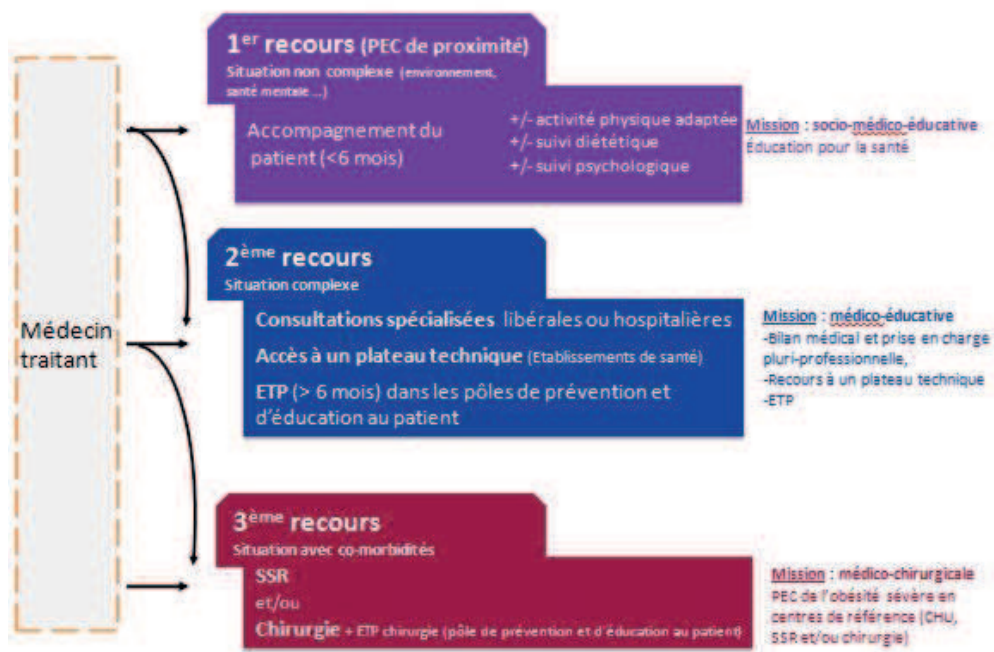 Médecin
traitant
1er recours (PEC de proximité)
Situation non complexe (environnement,
santé mentale ...)
Accompagnement du
patient (<6 mois)
+/- activité physique adaptée
+/- suivi diététique
+/- suivi psychologique
Mission : socio-médico-éducative
Éducation pour la santé
2ème recours
Situation complexe
Consultations spécialisées libérales ou hospitalières
Accès à un plateau technique (Etablissements de santé)
ETP (> 6 mois) dans les pôles de prévention et
d'éducation au patient
Mission : médico-éducative
-Bilan médical et prise en charge
pluri-professionnelle,
-Recours à un plateau technique
-ETP
3ème recours
Situation avec co-morbidités
SSR
et/ou
Chirurgie + ETP chirurgie (pôle de prévention et d'éducation au patient)
Mission : médico-chirurgicale
PEC de l'obésité sévère en
centres de référence (CHU,
SSR et/ou chirurgie)